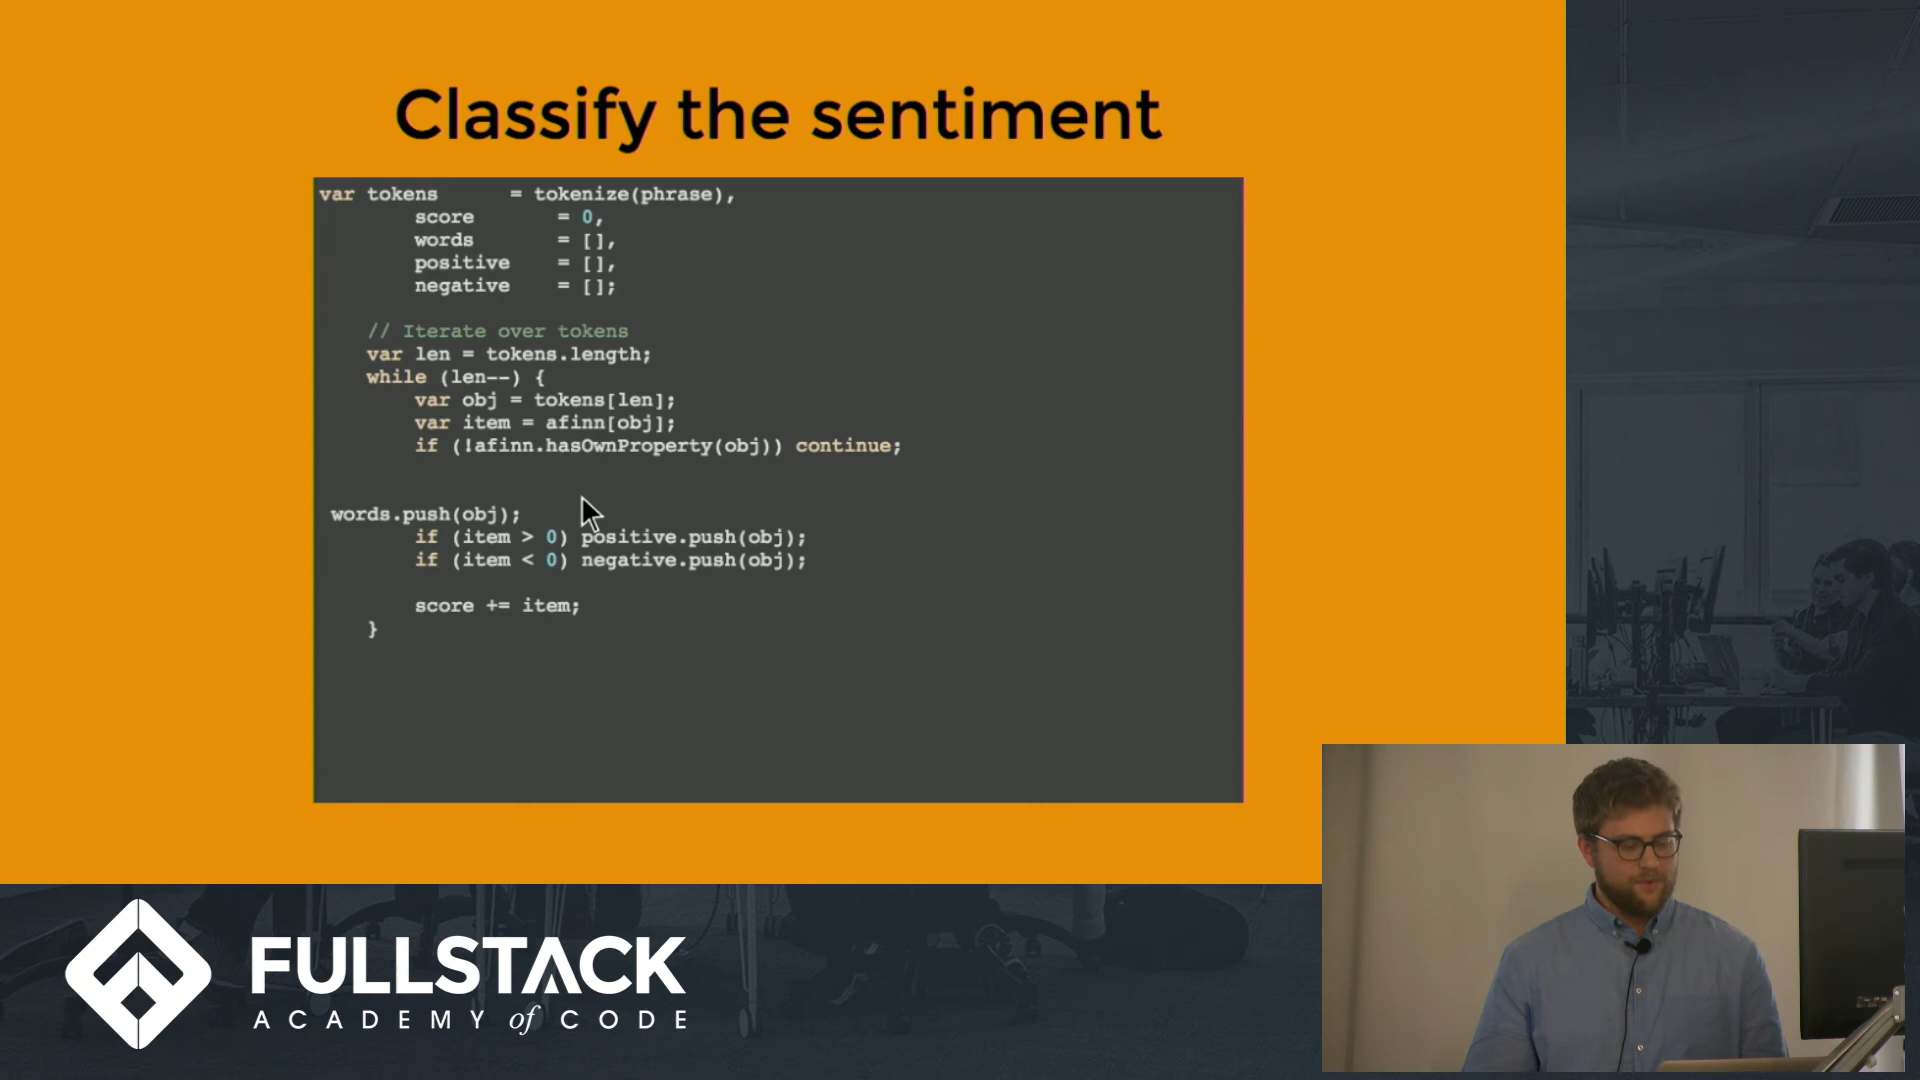 Classify the sentiment
var tokens      = tokenize(phrase),
        score       = 0,
        words       = [],
        positive    = [],
        negative    = [];
    // Iterate over tokens
    var len = tokens.length;
    while (len--) {
        var obj = tokens[len];
        var item = afinn[obj];
        if (!afinn.hasOwnProperty(obj)) continue;
 words.push(obj);
        if (item > 0) positive.push(obj);
        if (item < 0) negative.push(obj);
        score += item;
    }
FULLSTACK
ACADEMY of CODE